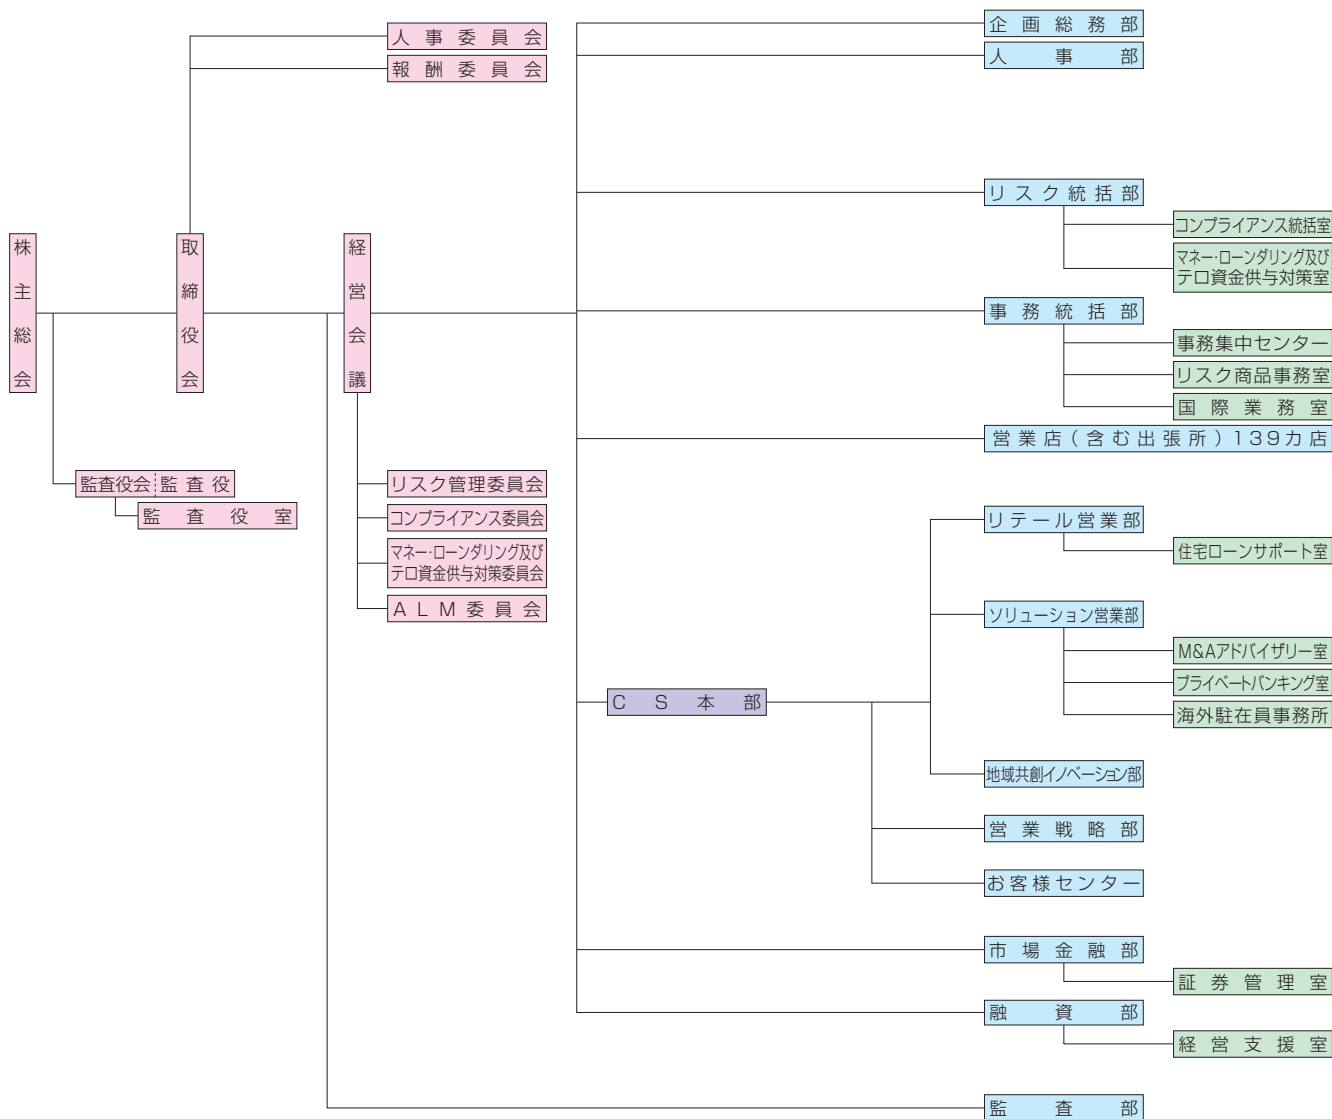 株主総会
監査役会 監査役
監査役室
取締役会
人事委員会
報酬委員会
経営会議
リスク管理委員会
コンプライアンス委員会
マネー・ローンダリング及び
テロ資金供与対策委員会
ALM委員会
企画総務部
人事部
リスク統括部
コンプライアンス統括室
マネー・ローンダリング及び
テロ資金供与対策室
事務統括部
事務集中センター
リスク商品事務室
国際業務室
営業店(含む出張所)139カ店
CS本部
リテール営業部
住宅ローンサポート室
ソリューション営業部
M&Aアドバイザリー室
プライベートバンキング室
海外駐在員事務所
地域共創イノベーション部
営業戦略部
お客様センター
市場金融部
証券管理室
融資部
経営支援室
監査部